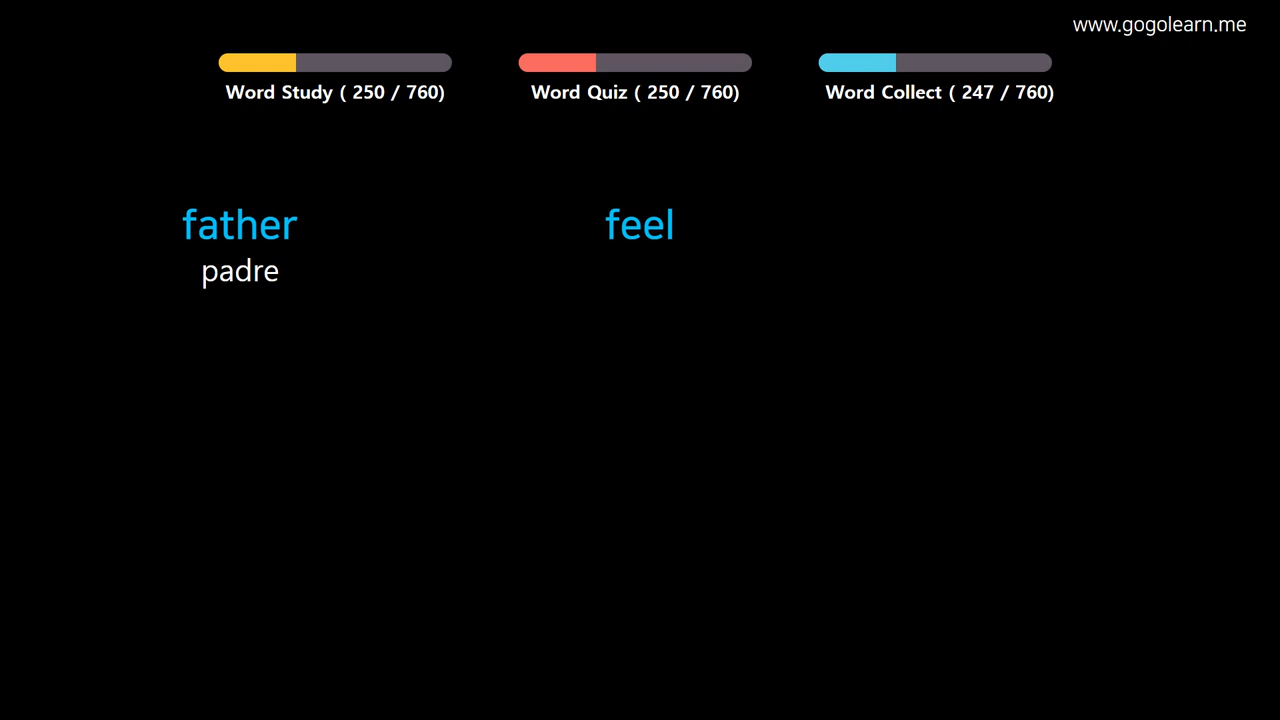 www.gogolearn.me
Word Study ( 250 / 760)
Word Quiz ( 250 / 760)
Word Collect ( 247 / 760)
father
padre
feel